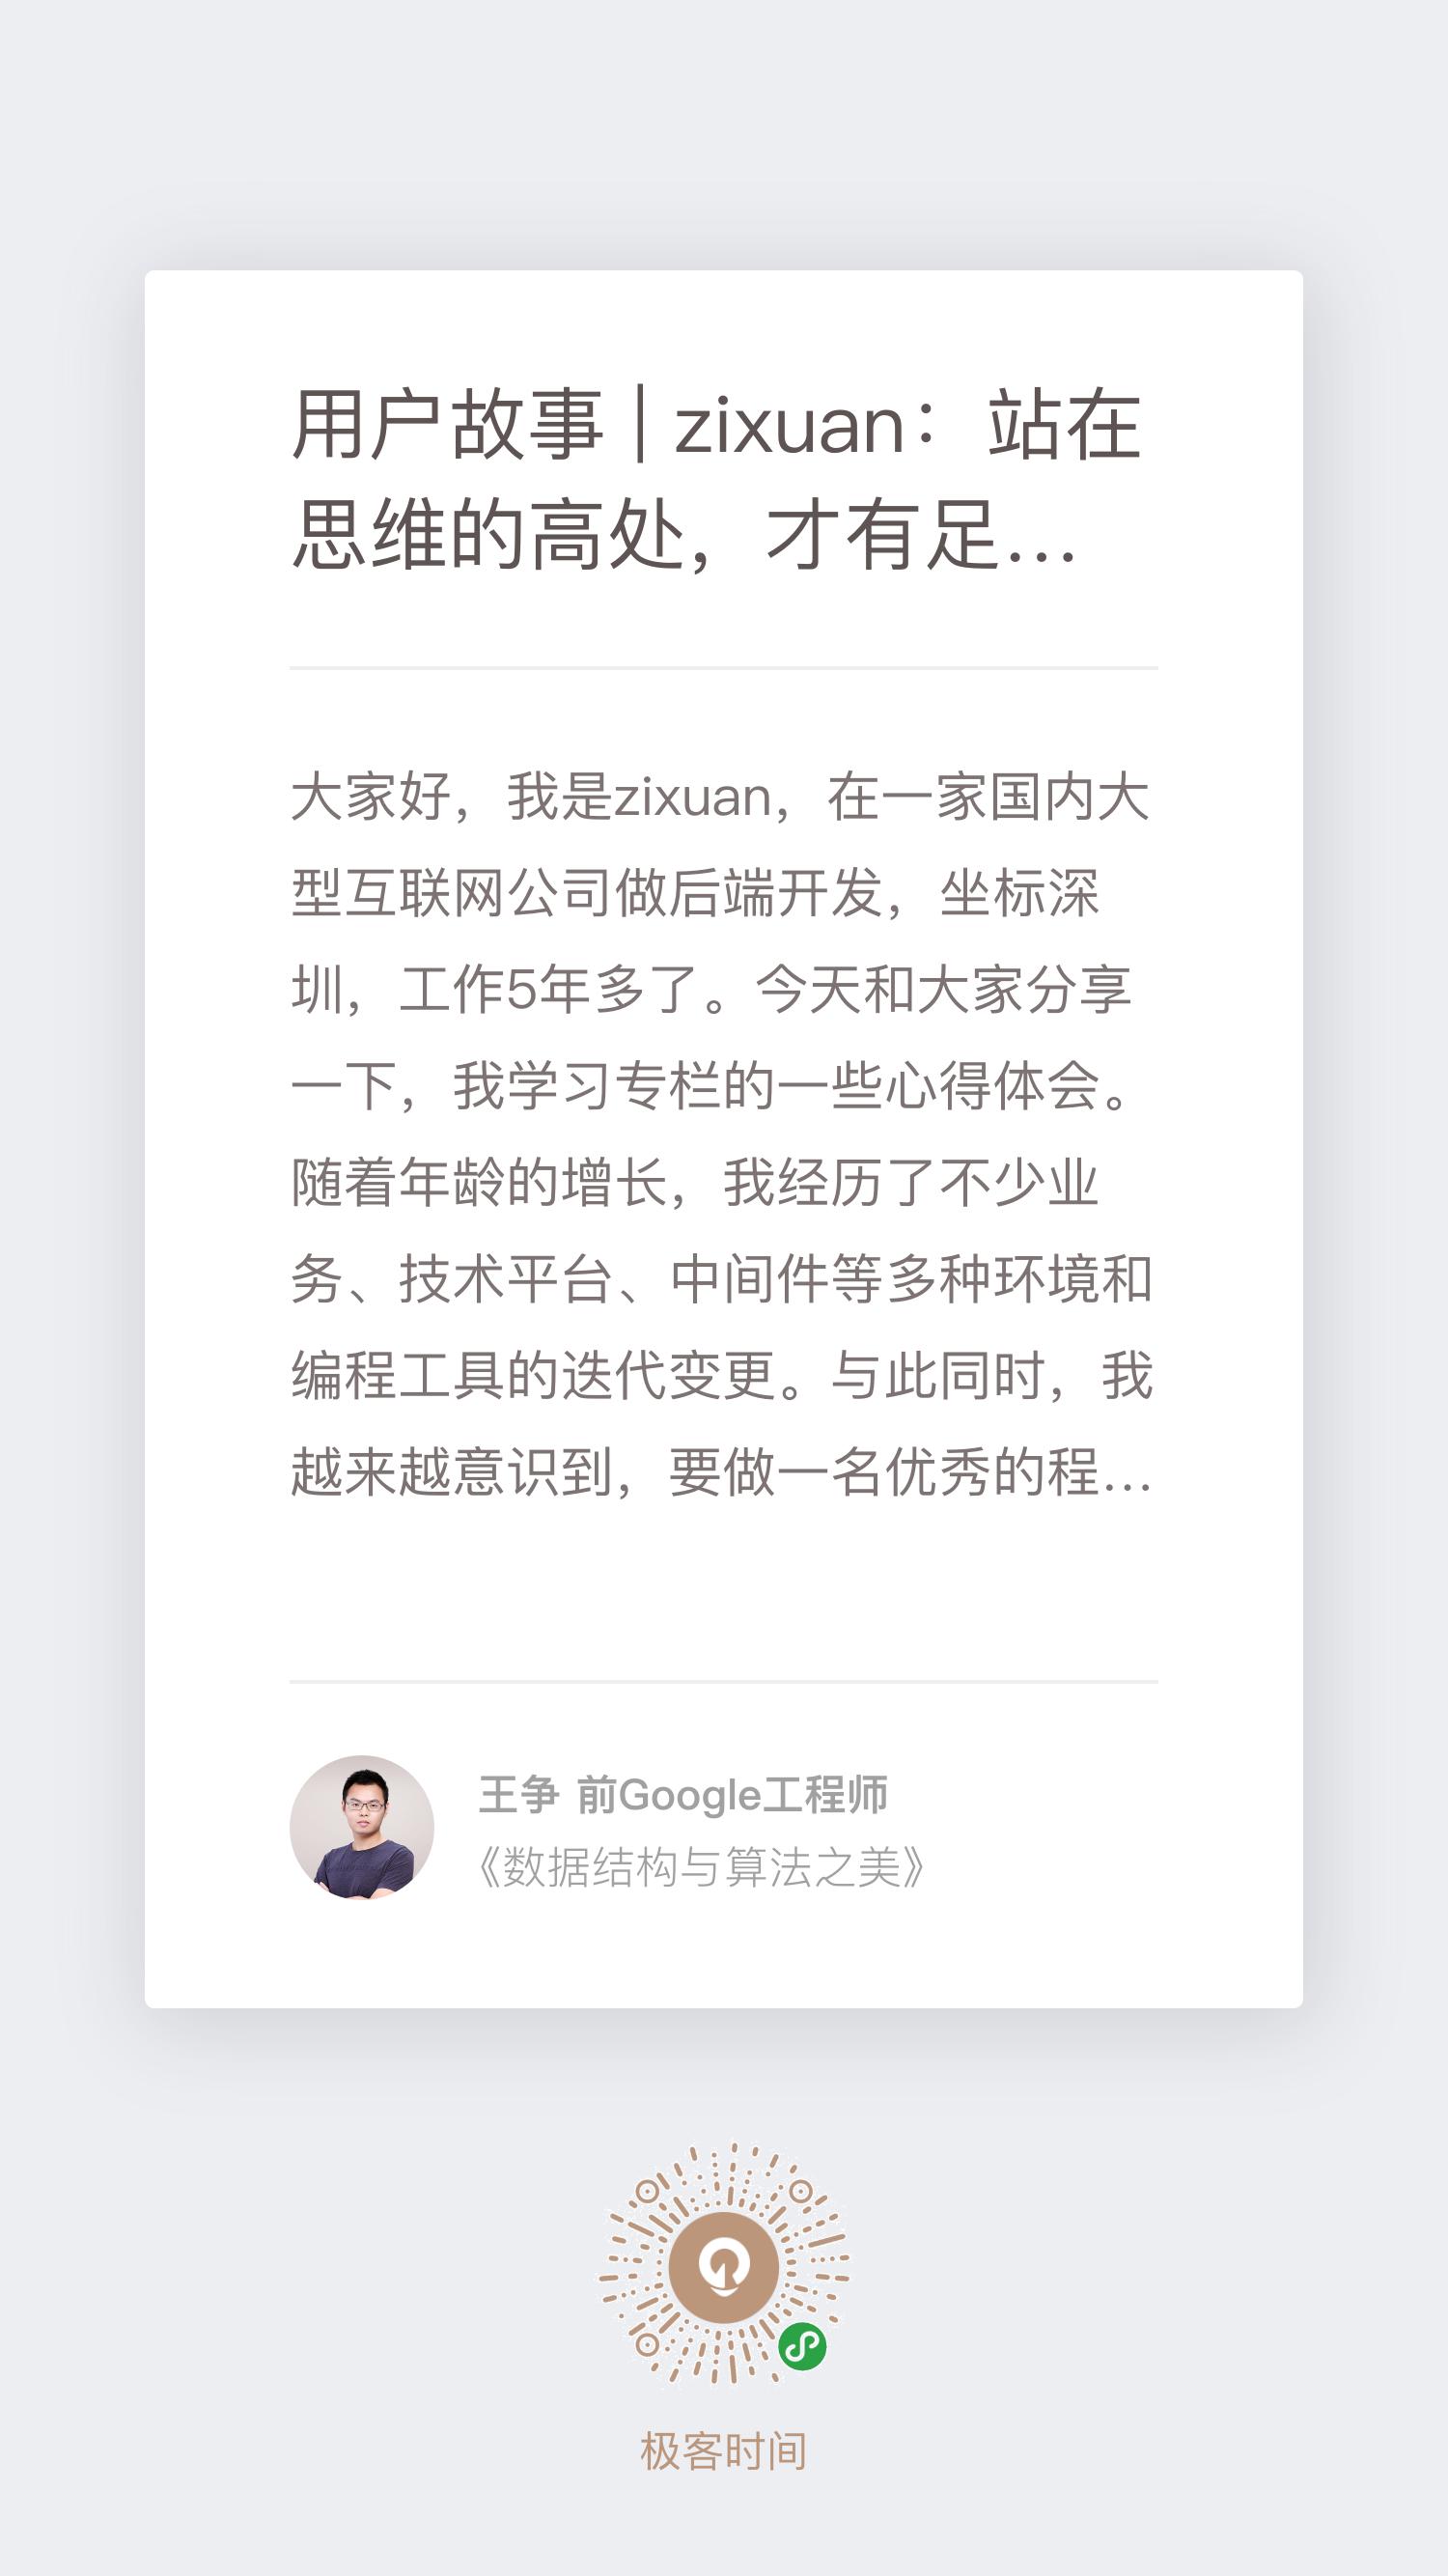 用户故事 | zixuan：站在
思维的高处，才有足...
大家好，我是zixuan，在一家国内大
型互联网公司做后端开发，坐标深
圳，工作5年多了。今天和大家分享
一下，我学习专栏的一些心得体会。
随着年龄的增长，我经历了不少业
务、技术平台、中间件等多种环境和
编程工具的迭代变更。与此同时，我
越来越意识到，要做一名优秀的程...
王争 前Google工程师
《数据结构与算法之美》
极客时间